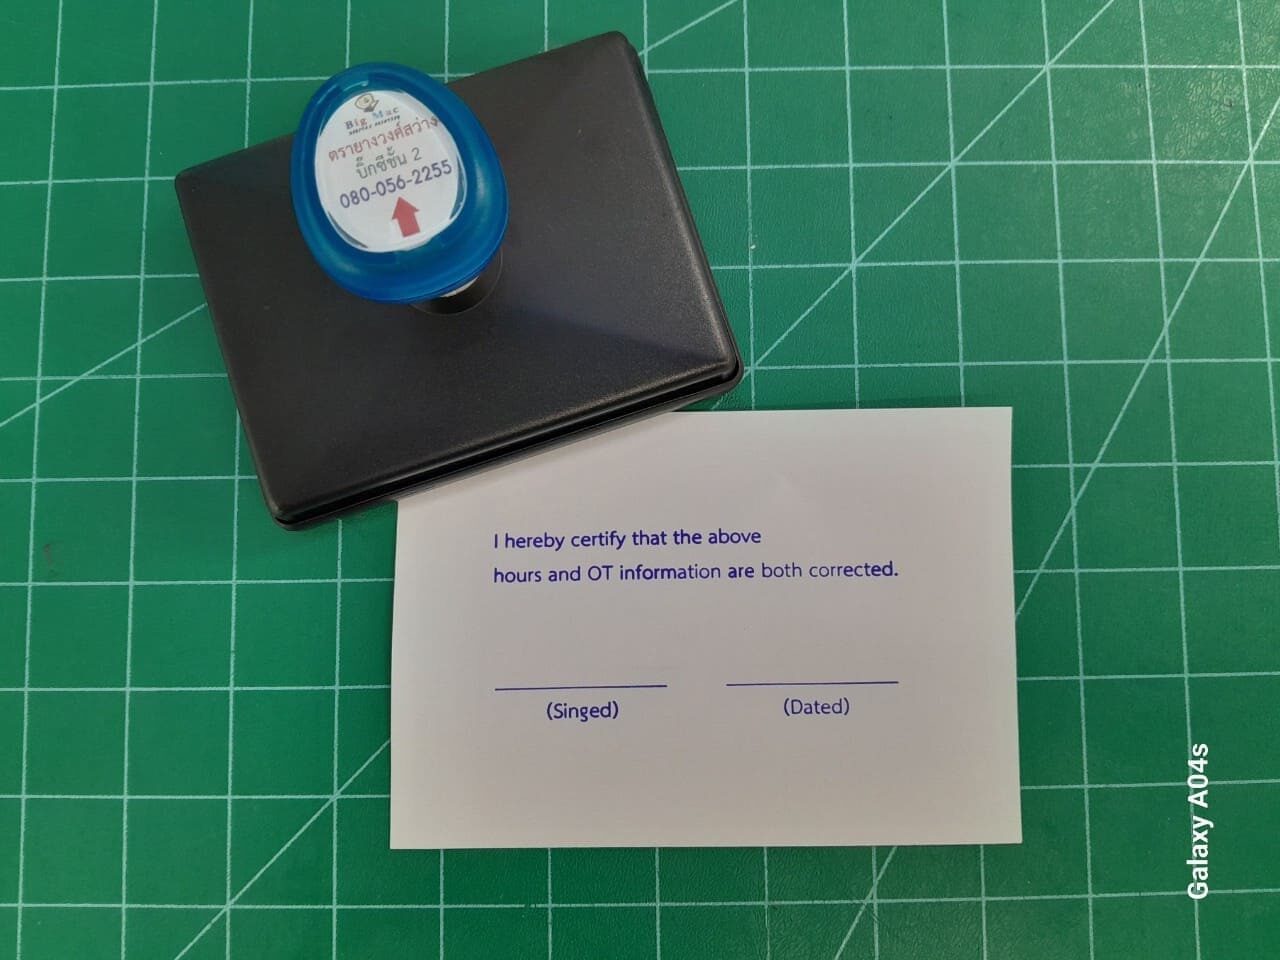 Big Mac
ตรายางวงศ์สว่าง
บิ๊กซีชั้น 2
080-056-2255
I hereby certify that the above
hours and OT information are both corrected.
(Singed) (Dated)
Galaxy A04s